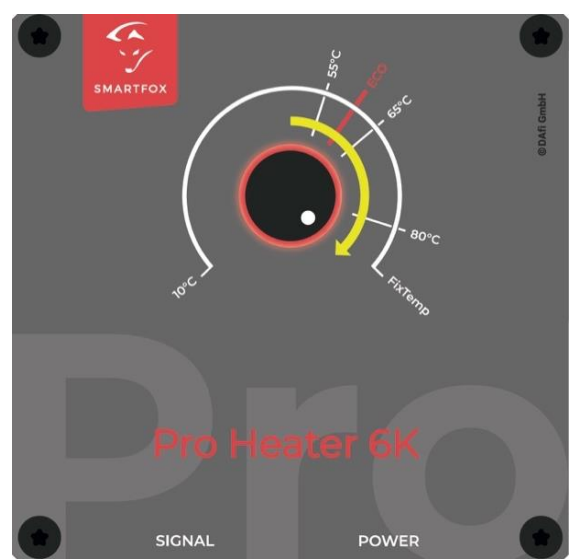 SMARTFOX
55°C
ECO
65°C
©DAfi GmbH
80°C
10°C
FixTemp
Pro
Pro Heater 6K
SIGNAL POWER